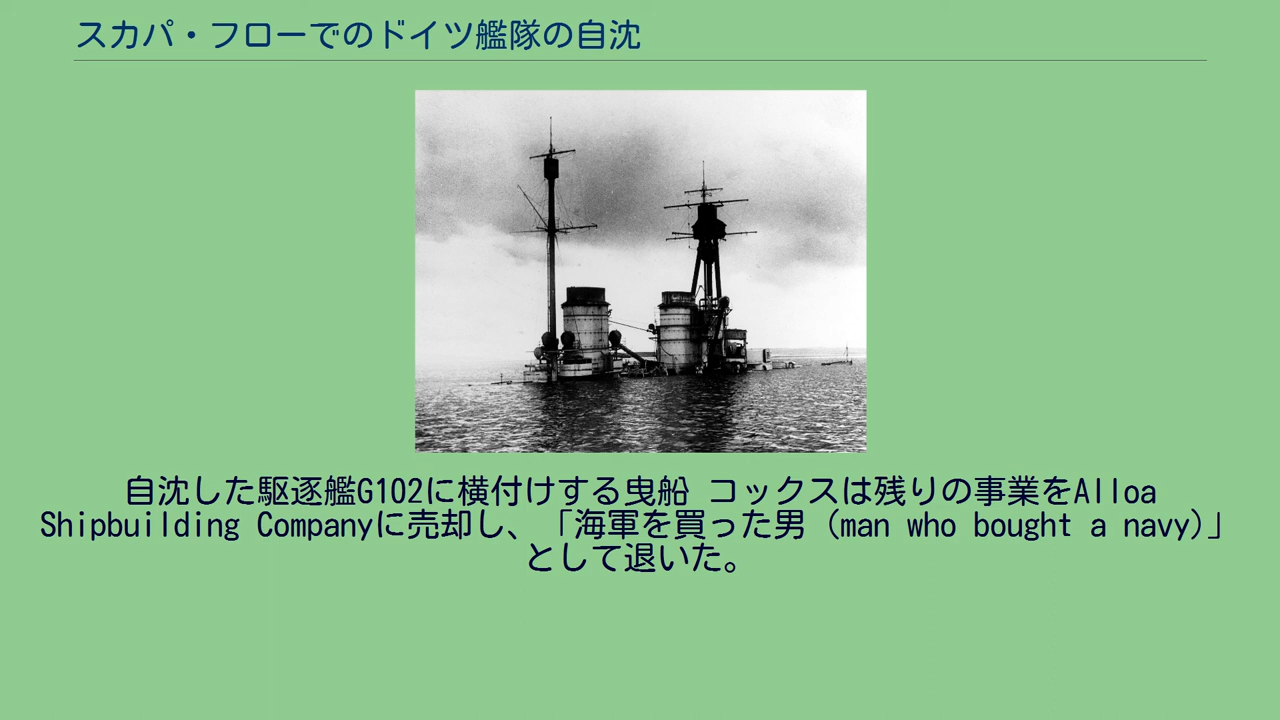 スカパ・フローでのドイツ艦隊の自沈
自沈した駆逐艦G102に横付けする曳船 コックスは残りの事業をAlloa
Shipbuilding Companyに売却し、「海軍を買った男（man who bought a navy)」
として退いた。